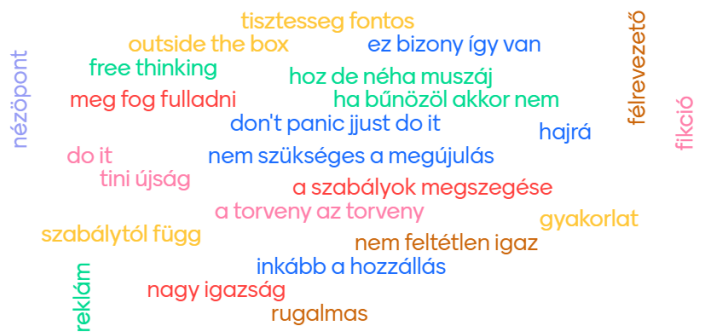 tisztesseg fontos
outside the box
ez bizony így van
félrevezető
nézöpont
free thinking
hoz de néha muszáj
meg fog fulladni
ha bűnözöl akkor nem
fikció
don't panic jjust do it
hajrá
do it
nem szükséges a megújulás
tini újság
a szabályok megszegése
a torveny az torveny
gyakorlat
szabálytól függ
nem feltétlen igaz
inkább a hozzállás
reklám
nagy igazság
rugalmas